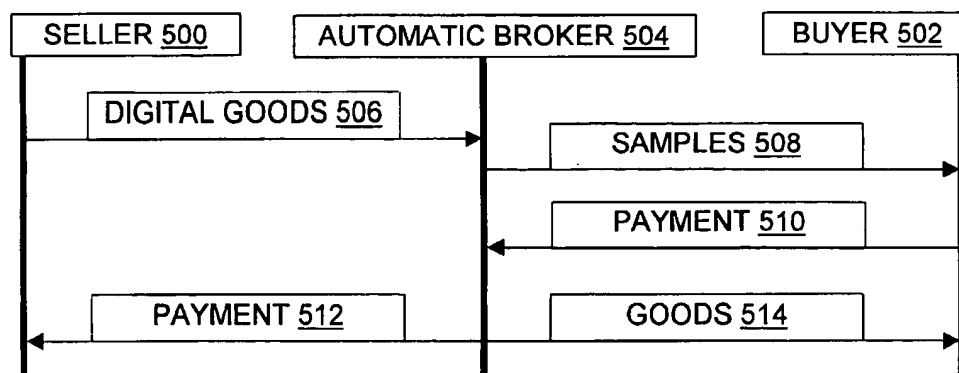 SELLER 500
AUTOMATIC BROKER 504
BUYER 502
DIGITAL GOODS 506
SAMPLES 508
PAYMENT 510
PAYMENT 512
GOODS 514